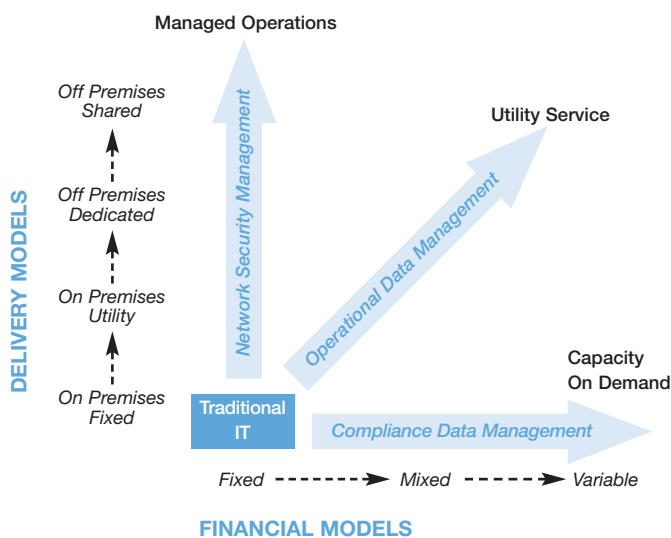 Managed Operations
Off Premises
Shared
Utility Service
Network Security Management
Operational Data Management
Off Premises
Dedicated
DELIVERY MODELS
On Premises
Utility
Capacity
On Demand
On Premises
Fixed
Traditional
IT
Compliance Data Management
Fixed
Mixed
Variable
FINANCIAL MODELS